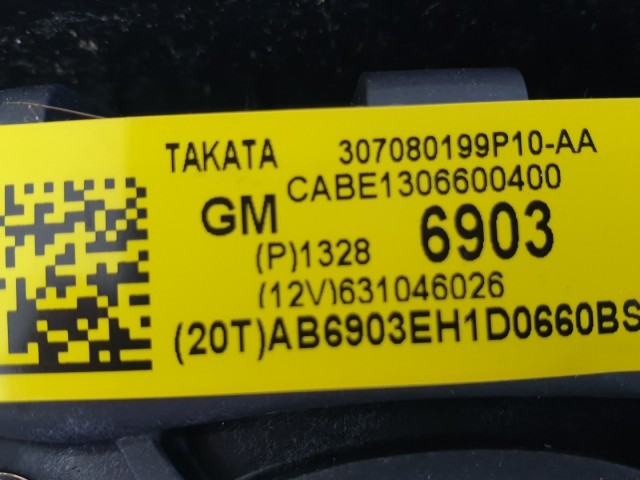 TAKATA 307080199P10-AA
CABE1306600400
GM
(P)1328 6903
(12V)631046026
(20T)AB6903EH1D0660BS